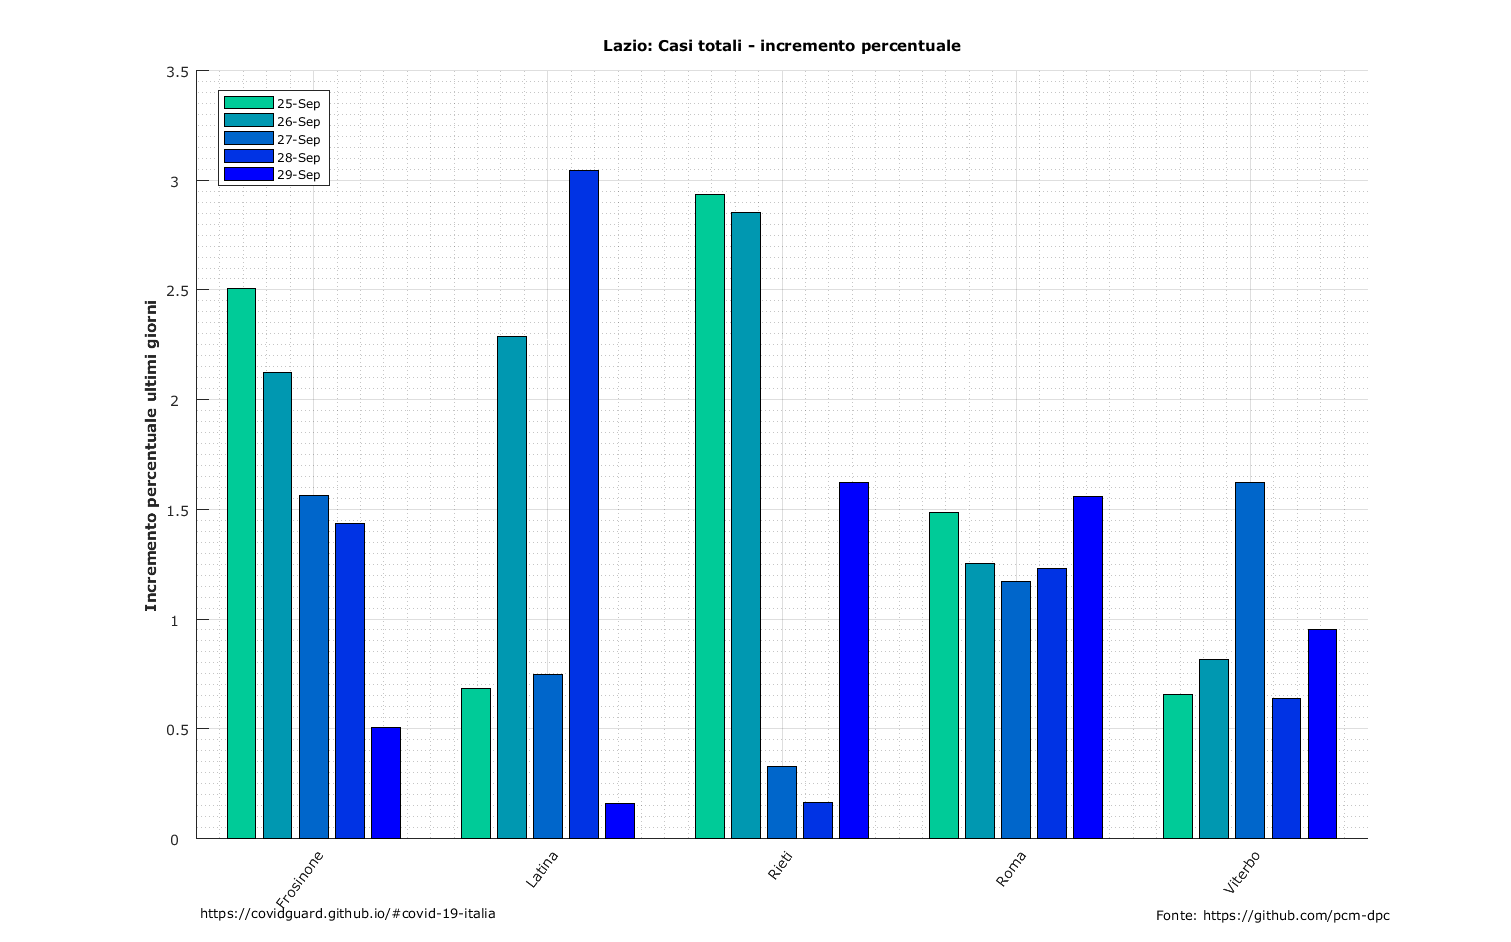 Lazio: Casi totali - incremento percentuale
3.5
3
2.5
2
1.5
1
0.5
0
Incremento percentuale ultimi giorni
25-Sep
26-Sep
27-Sep
28-Sep
29-Sep
Frosinone
Latina
Rieti
Roma
Viterbo
https://covidguard.github.io/#covid-19-italia
Fonte: https://github.com/pcm-dpc